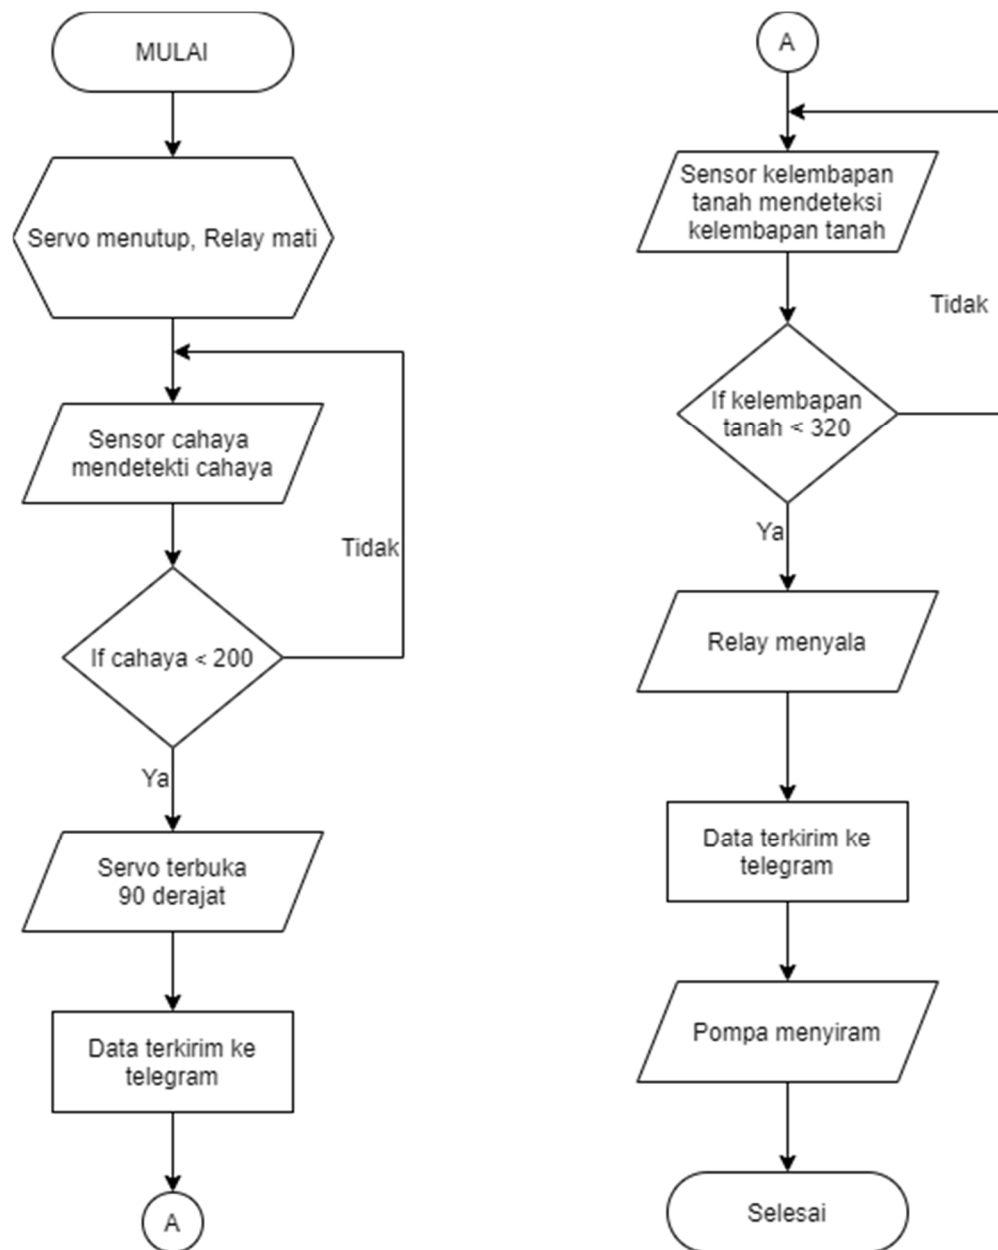 MULAI
Servo menutup, Relay mati
Sensor cahaya
mendetekti cahaya
Tidak
If cahaya < 200
Ya
Servo terbuka
90 derajat
Data terkirim ke
telegram
A
A
Sensor kelembapan
tanah mendeteksi
kelembapan tanah
Tidak
If kelembapan
tanah < 320
Ya
Relay menyala
Data terkirim ke
telegram
Pompa menyiram
Selesai